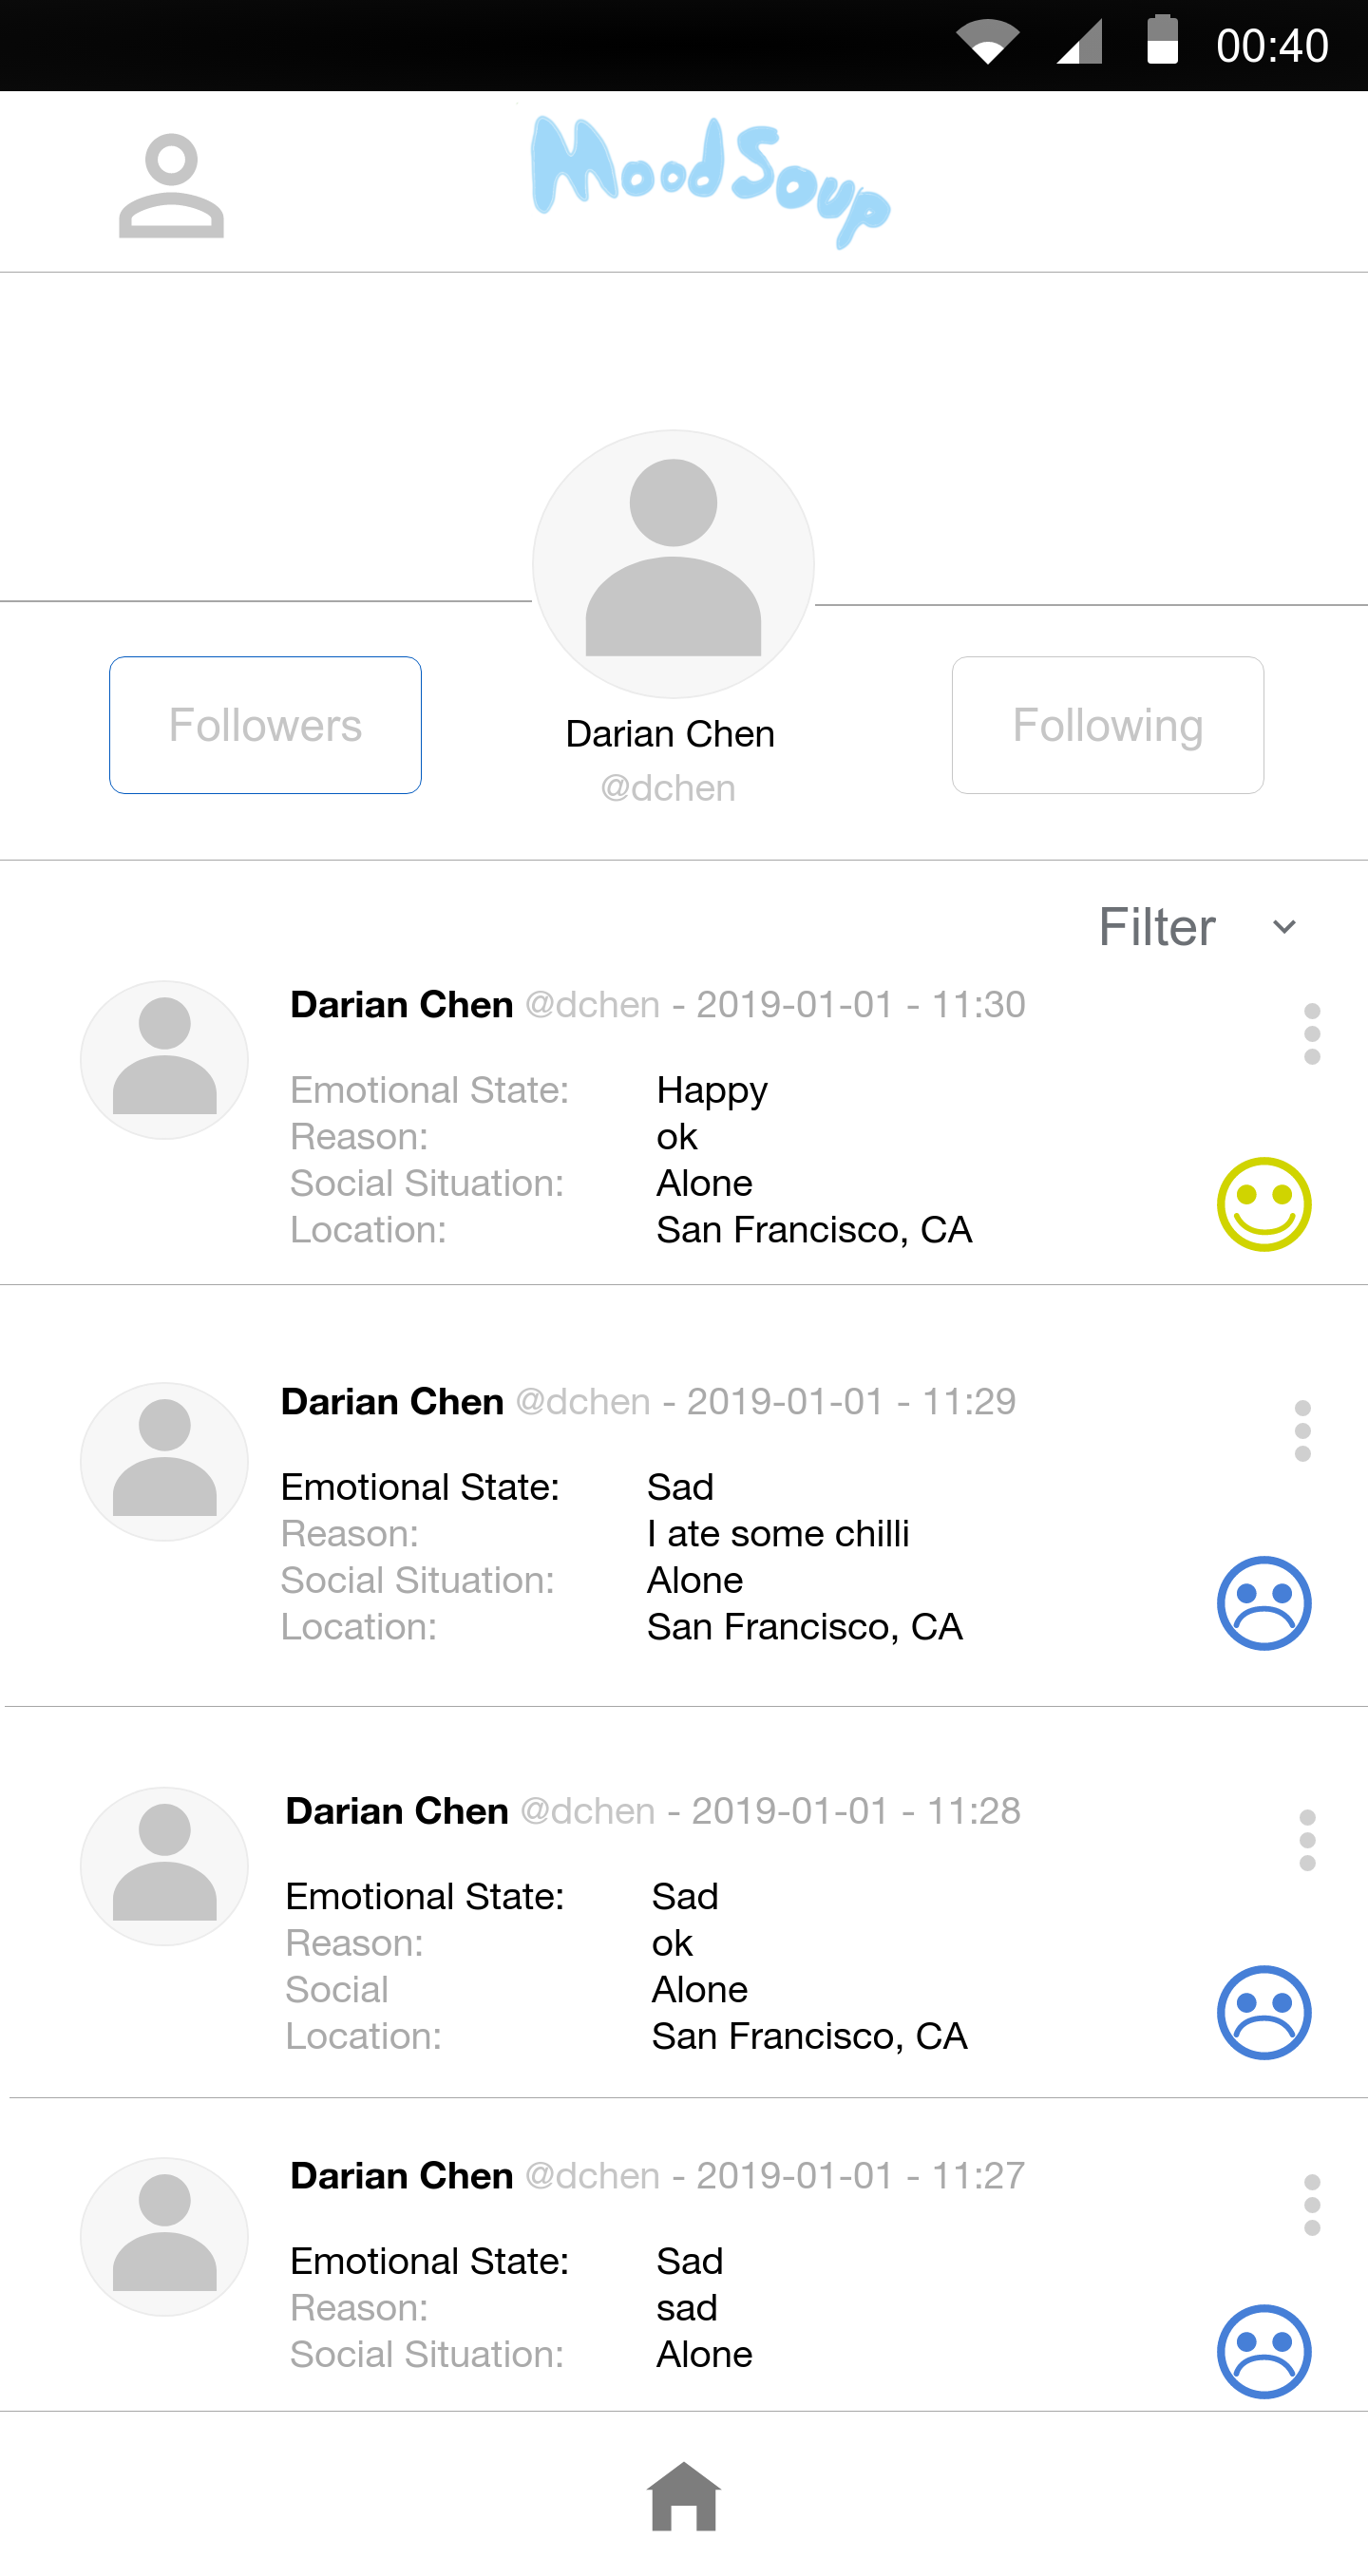 00:40
MoodSoup
Followers
Following
Darian Chen
@dchen
Filter
Darian Chen @dchen - 2019-01-01 - 11:30
Emotional State: Happy
Reason: ok
Social Situation: Alone
Location: San Francisco, CA
Darian Chen @dchen - 2019-01-01 - 11:29
Emotional State: Sad
Reason: I ate some chilli
Social Situation: Alone
Location: San Francisco, CA
Darian Chen @dchen - 2019-01-01 - 11:28
Emotional State: Sad
Reason: ok
Social Alone
Location: San Francisco, CA
Darian Chen @dchen - 2019-01-01 - 11:27
Emotional State: Sad
Reason: sad
Social Situation: Alone